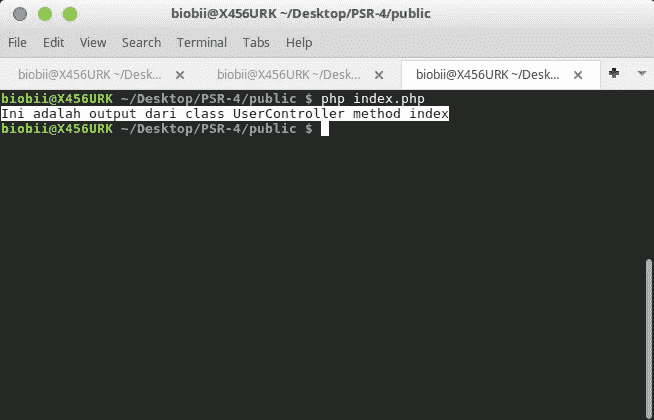 biobii@X456URK ~/Desktop/PSR-4/public
File Edit View Search Terminal Tabs Help
biobii@X456URK ~/Desk... biobii@X456URK ~/Desk... biobii@X456URK ~/Desk...
biobii@X456URK ~/Desktop/PSR-4/public $ php index.php
Ini adalah output dari class UserController method index
biobii@X456URK ~/Desktop/PSR-4/public $